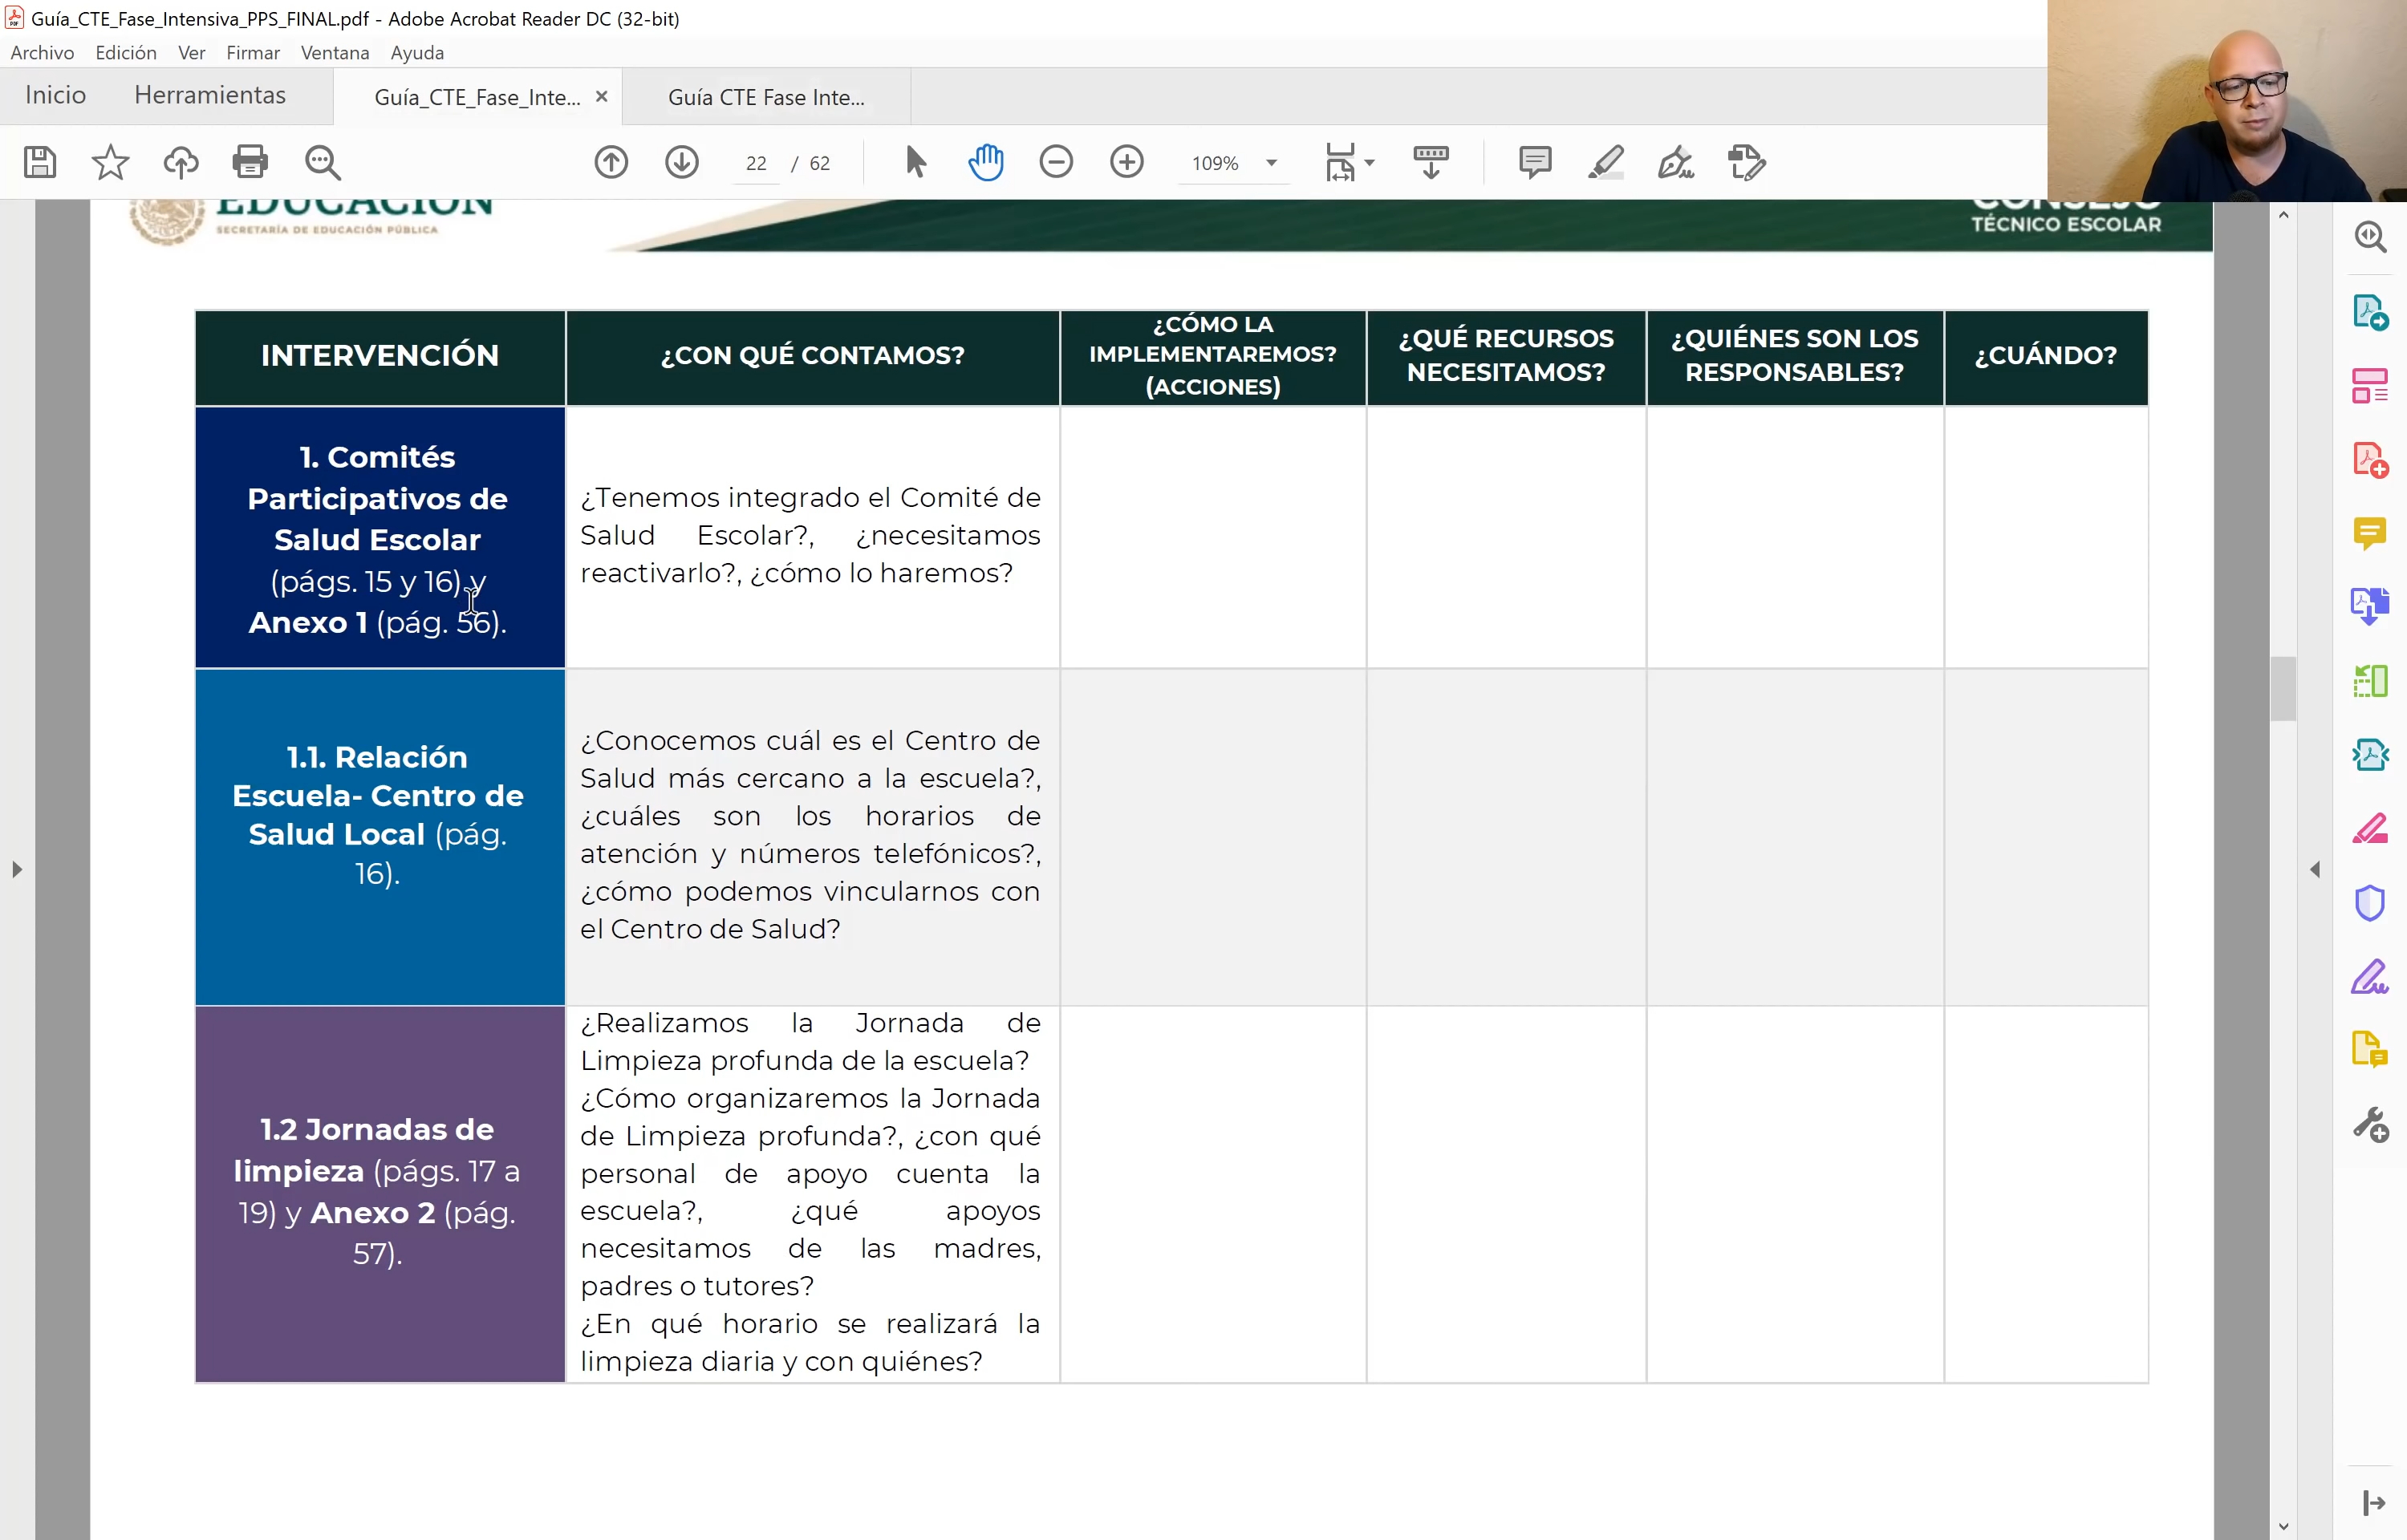 Guía_CTE_Fase_Intensiva_PPS_FINAL.pdf - Adobe Acrobat Reader DC (32-bit)
Archivo Edición Ver Firmar Ventana Ayuda
Inicio Herramientas Guía_CTE_Fase_Inte... × Guía CTE Fase Inte...
22 / 62 109%
EDUCACIÓN
SECRETARÍA DE EDUCACIÓN PÚBLICA
CONSEJO
TÉCNICO ESCOLAR
INTERVENCIÓN
¿CON QUÉ CONTAMOS?
¿CÓMO LA
IMPLEMENTAREMOS?
(ACCIONES)
¿QUÉ RECURSOS
NECESITAMOS?
¿QUIÉNES SON LOS
RESPONSABLES?
¿CUÁNDO?
1. Comités
Participativos de
Salud Escolar
(págs. 15 y 16) y
Anexo 1 (pág. 56).
¿Tenemos integrado el Comité de
Salud Escolar?, ¿necesitamos
reactivarlo?, ¿cómo lo haremos?
1.1. Relación
Escuela- Centro de
Salud Local (pág.
16).
¿Conocemos cuál es el Centro de
Salud más cercano a la escuela?,
¿cuáles son los horarios de
atención y números telefónicos?,
¿cómo podemos vincularnos con
el Centro de Salud?
1.2 Jornadas de
limpieza (págs. 17 a
19) y Anexo 2 (pág.
57).
¿Realizamos la Jornada de
Limpieza profunda de la escuela?
¿Cómo organizaremos la Jornada
de Limpieza profunda?, ¿con qué
personal de apoyo cuenta la
escuela?, ¿qué apoyos
necesitamos de las madres,
padres o tutores?
¿En qué horario se realizará la
limpieza diaria y con quiénes?